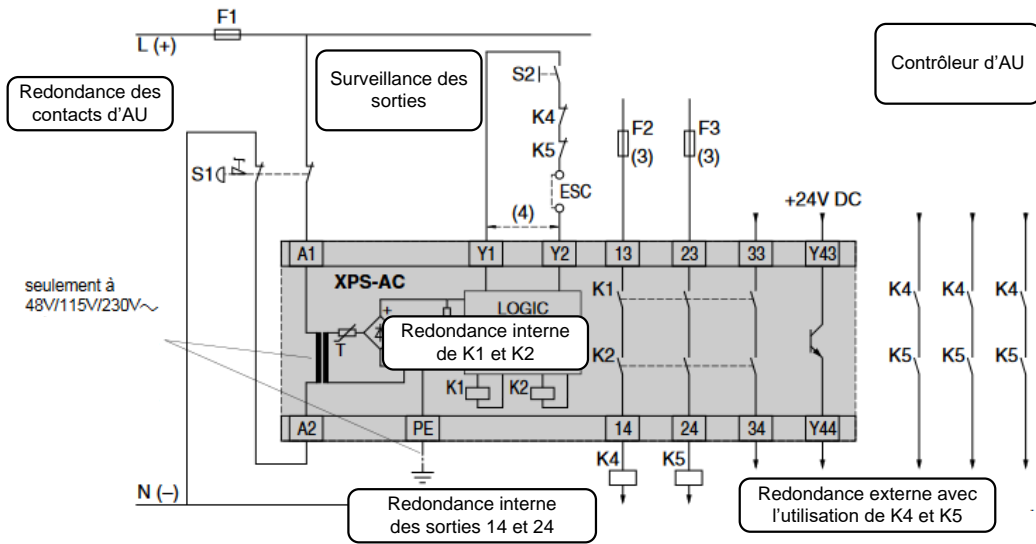 F1
L (+)
Redondance des
contacts d'AU
Surveillance des
sorties
Contrôleur d'AU
S2
K4
K5
F2
(3)
F3
(3)
S1
ESC
(4)
+24V DC
A1
Y1
Y2
13
23
33
Y43
XPS-AC
seulement à
48V/115V/230V~
LOGIC
+
T
Redondance interne
de K1 et K2
K1
K2
K1
K2
K4
K4
K4
K5
K5
K5
A2
PE
14
24
34
Y44
K4
K5
N (–)
Redondance interne
des sorties 14 et 24
Redondance externe avec
l'utilisation de K4 et K5